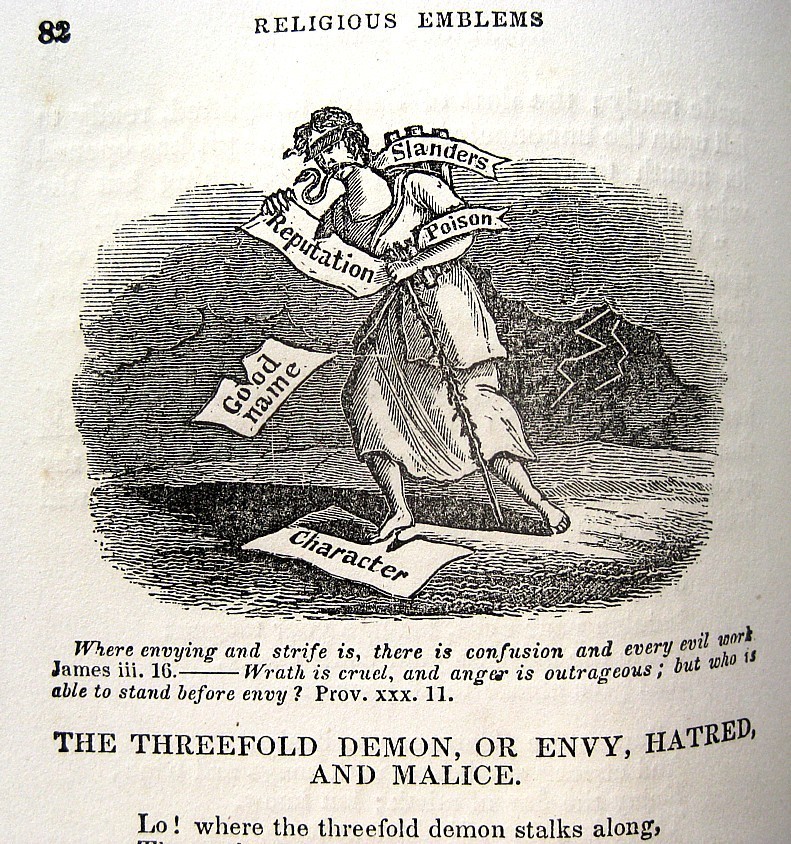 82
RELIGIOUS EMBLEMS
Slanders
Poison
Reputation
Good
name
Character
Where envying and strife is, there is confusion and every evil work
James iii. 16.——Wrath is cruel, and anger is outrageous; but who is
able to stand before envy? Prov. xxx. 11.
THE THREEFOLD DEMON, OR ENVY, HATRED,
AND MALICE.
Lo! where the threefold demon stalks along,